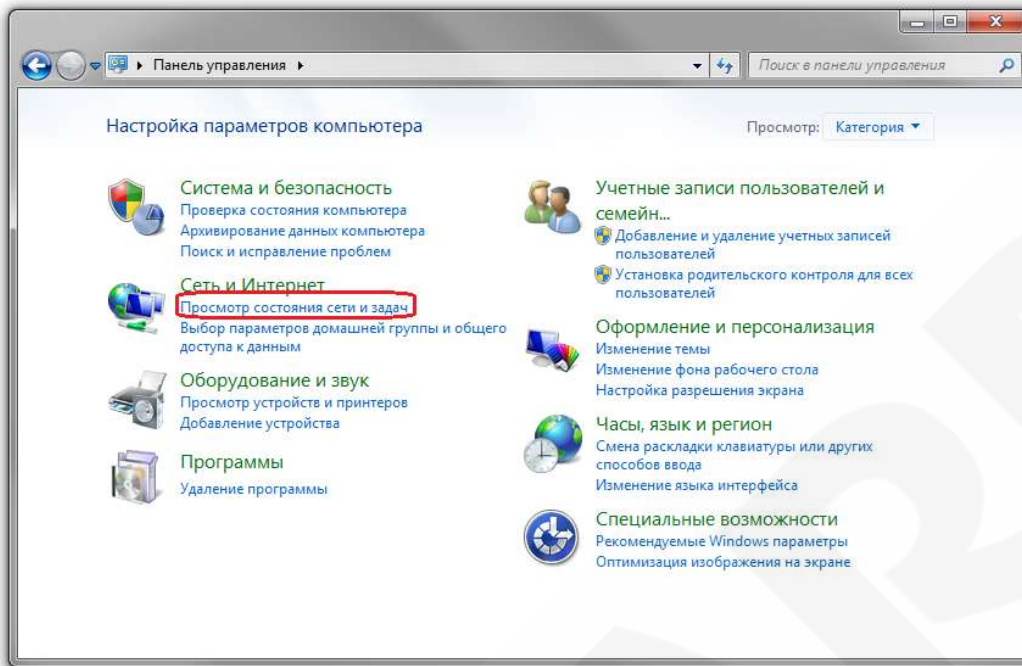 Панель управления
Поиск в панели управления
Настройка параметров компьютера
Просмотр: Категория
Система и безопасность
Проверка состояния компьютера
Архивирование данных компьютера
Поиск и исправление проблем
Сеть и Интернет
Просмотр состояния сети и задач
Выбор параметров домашней группы и общего
доступа к данным
Оборудование и звук
Просмотр устройств и принтеров
Добавление устройства
Программы
Удаление программы
Учетные записи пользователей и
семейн...
Добавление и удаление учетных записей
пользователей
Установка родительского контроля для всех
пользователей
Оформление и персонализация
Изменение темы
Изменение фона рабочего стола
Настройка разрешения экрана
Часы, язык и регион
Смена раскладки клавиатуры или других
способов ввода
Изменение языка интерфейса
Специальные возможности
Рекомендуемые Windows параметры
Оптимизация изображения на экране